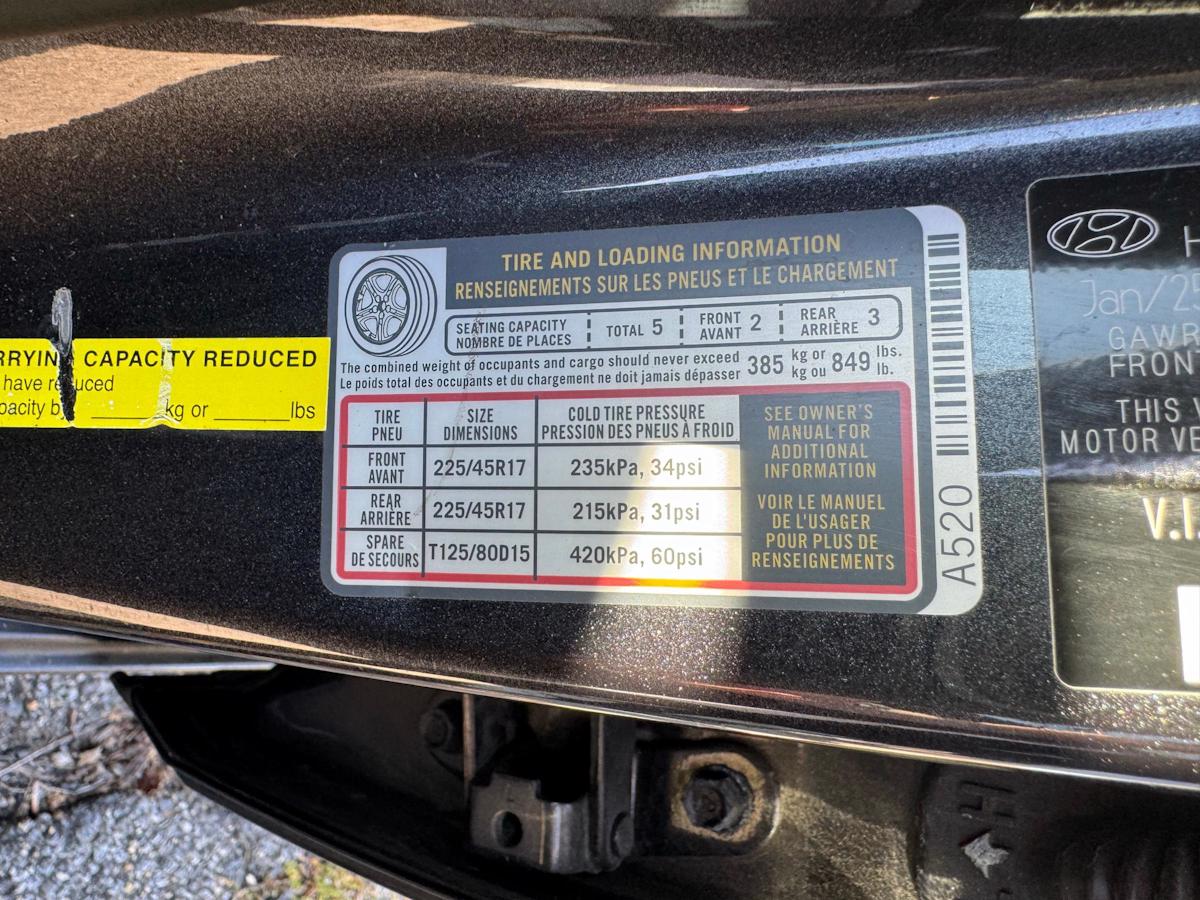 TIRE AND LOADING INFORMATION
RENSEIGNEMENTS SUR LES PNEUS ET LE CHARGEMENT
SEATING CAPACITY
NOMBRE DE PLACES
TOTAL 5
FRONT
AVANT 2
REAR
ARRIÈRE 3
The combined weight of occupants and cargo should never exceed 385 kg or 849 lbs.
Le poids total des occupants et du chargement ne doit jamais dépasser kg ou lb.
TIRE
PNEU
SIZE
DIMENSIONS
COLD TIRE PRESSURE
PRESSION DES PNEUS À FROID
FRONT
AVANT
225/45R17
235kPa, 34psi
REAR
ARRIÈRE
225/45R17
215kPa, 31psi
SPARE
DE SECOURS
T125/80D15
420kPa, 60psi
SEE OWNER'S
MANUAL FOR
ADDITIONAL
INFORMATION
VOIR LE MANUEL
DE L'USAGER
POUR PLUS DE
RENSEIGNEMENTS
A520
CAPACITY REDUCED
have
kg or lbs
H
Jan/2
GAWR
FRON
THIS
MOTOR VE
V.I.